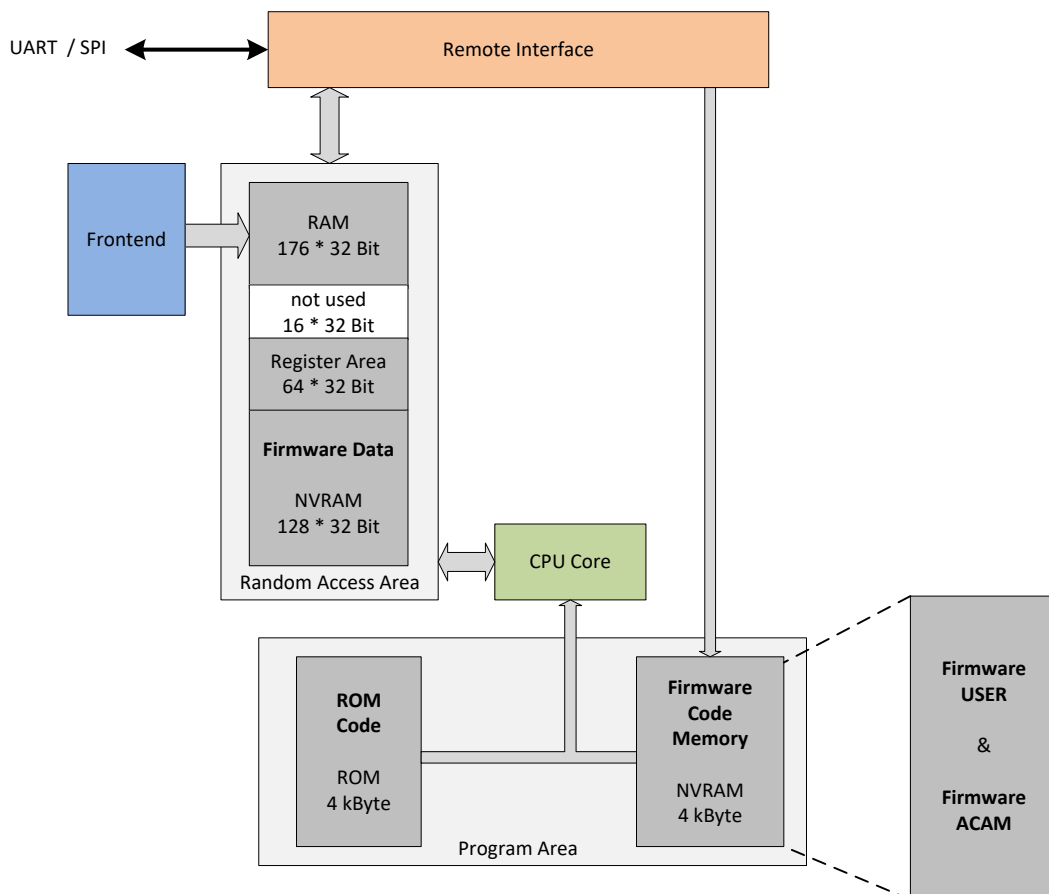 UART / SPI
Remote Interface
Frontend
RAM
176 * 32 Bit
not used
16 * 32 Bit
Register Area
64 * 32 Bit
Firmware Data
NVRAM
128 * 32 Bit
Random Access Area
CPU Core
ROM
Code
ROM
4 kByte
Firmware
Code
Memory
NVRAM
4 kByte
Program Area
Firmware
USER
&
Firmware
ACAM